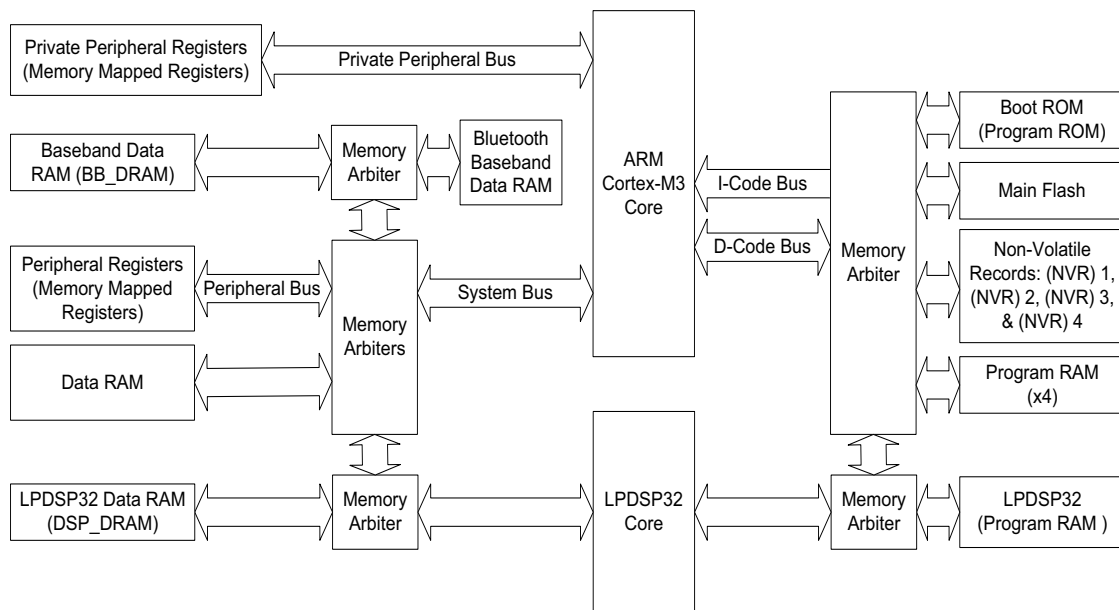 Private Peripheral Registers
(Memory Mapped Registers)
Private Peripheral Bus
Baseband Data
RAM (BB_DRAM)
Memory
Arbiter
Bluetooth
Baseband
Data RAM
Peripheral Registers
(Memory Mapped
Registers)
Peripheral Bus
Memory
Arbiters
System Bus
Data RAM
LPDSP32 Data RAM
(DSP_DRAM)
Memory
Arbiter
ARM
Cortex-M3
Core
I-Code Bus
D-Code Bus
LPDSP32
Core
Memory
Arbiter
Boot ROM
(Program ROM)
Main Flash
Non-Volatile
Records: (NVR) 1,
(NVR) 2, (NVR) 3,
& (NVR) 4
Program RAM
(x4)
Memory
Arbiter
LPDSP32
(Program RAM )